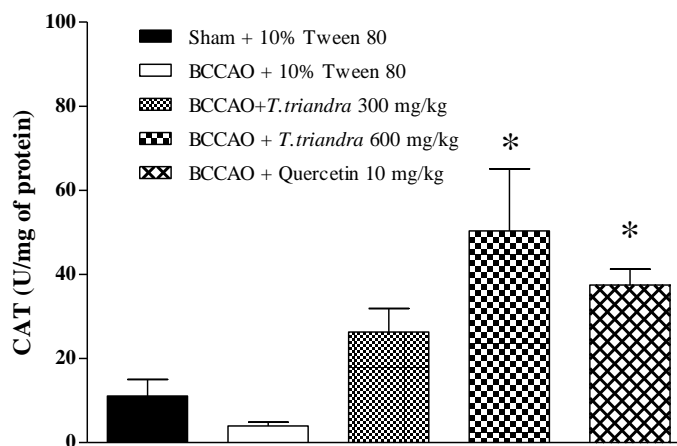 100
80
60
40
20
0
CAT (U/mg of protein)
Sham + 10% Tween 80
BCCAO + 10% Tween 80
BCCAO+T.triandra 300 mg/kg
BCCAO + T.triandra 600 mg/kg
BCCAO + Quercetin 10 mg/kg
*
*